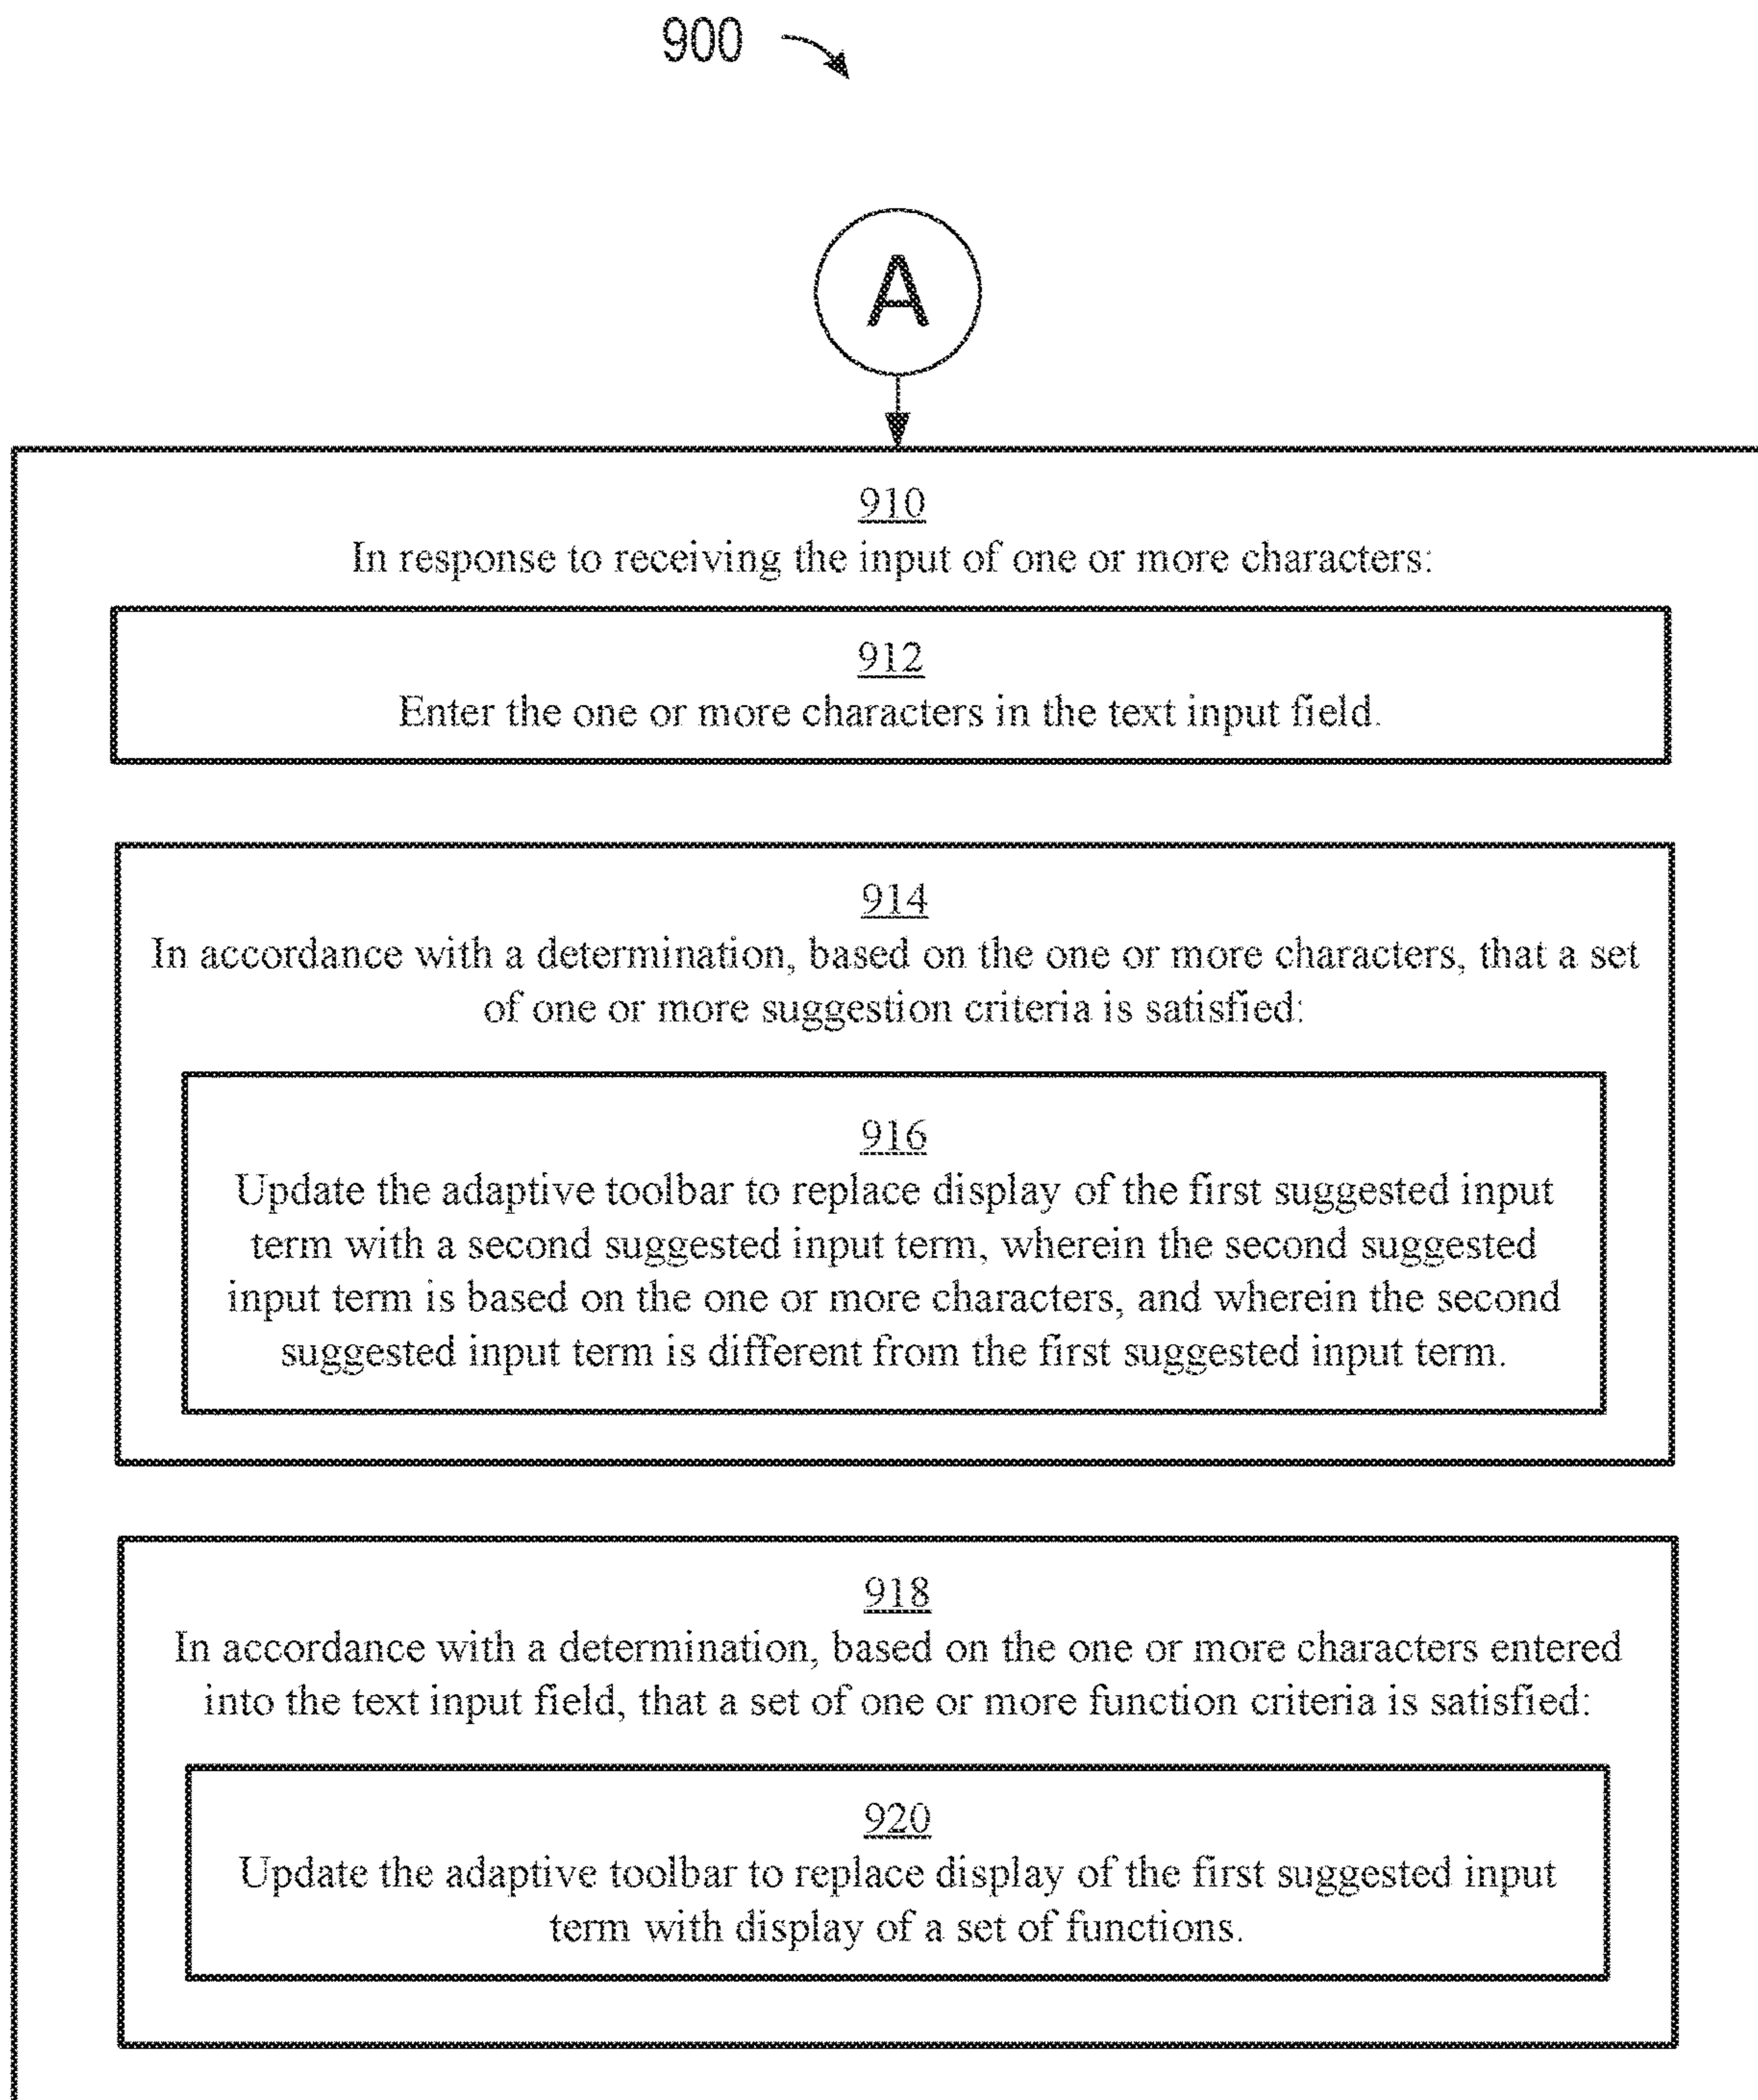 900
A
910
In response to receiving the input of one or more characters:
912
Enter the one or more characters in the text input field.
914
In accordance with a determination, based on the one or more characters, that a set
of one or more suggestion criteria is satisfied:
916
Update the adaptive toolbar to replace display of the first suggested input
term with a second suggested input term, wherein the second suggested
input term is based on the one or more characters, and wherein the second
suggested input term is different from the first suggested input term.
918
In accordance with a determination, based on the one or more characters entered
into the text input field, that a set of one or more function criteria is satisfied:
920
Update the adaptive toolbar to replace display of the first suggested input
term with display of a set of functions.